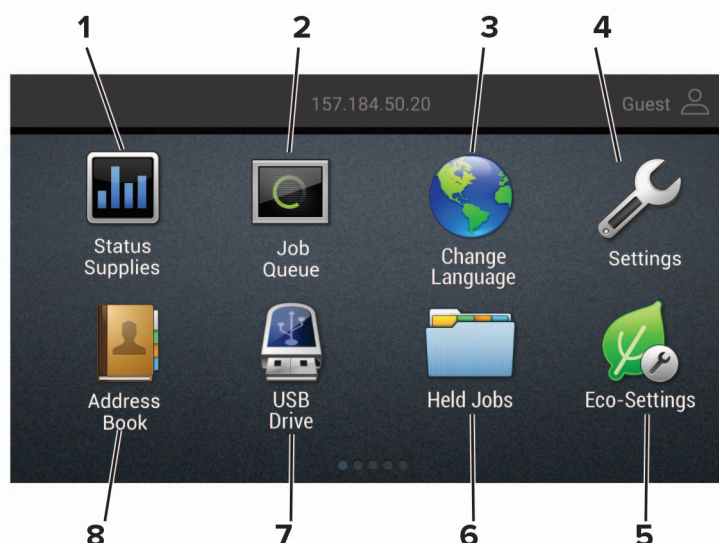 1 2 3 4
157.184.50.20 Guest
Status
Supplies
Job
Queue
Change
Language
Settings
Address
Book
USB
Drive
Held Jobs
Eco-Settings
8 7 6 5